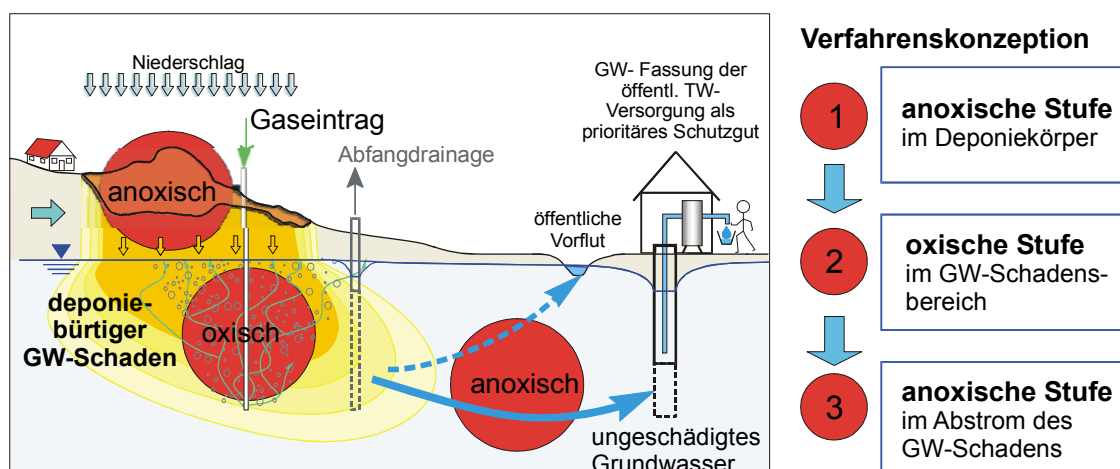 Niederschlag
Gaseintrag
Abfangdrainage
GW- Fassung der
öffentl. TW-
Versorgung als
prioritäres Schutzgut
anoxisch
öffentliche
Vorflut
deponie-
bürtiger
GW-Schaden
oxisch
anoxisch
ungeschädigtes
Grundwasser
Verfahrenskonzeption
1
anoxische Stufe
im Deponiekörper
2
oxische Stufe
im GW-Schadens-
bereich
3
anoxische Stufe
im Abstrom des
GW-Schadens